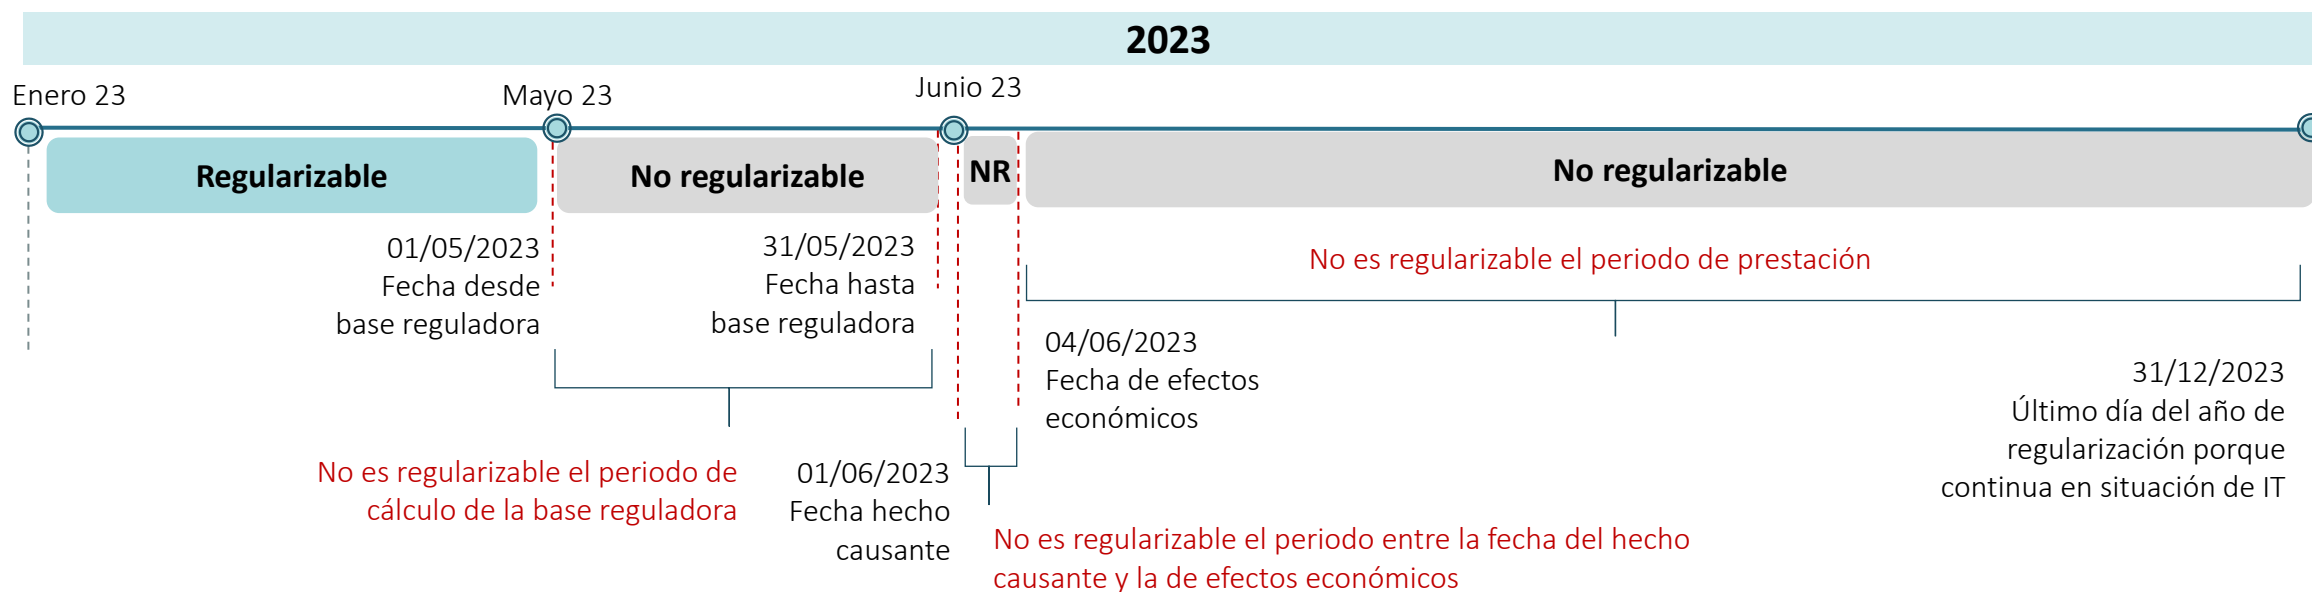 2023
Enero 23
Mayo 23
Junio 23
Regularizable
No regularizable
NR
No regularizable
01/05/2023
Fecha desde
base reguladora
31/05/2023
Fecha hasta
base reguladora
No es regularizable el periodo de prestación
04/06/2023
Fecha de efectos
económicos
31/12/2023
Último día del año de
regularización porque
continua en situación de IT
No es regularizable el periodo de
cálculo de la base reguladora
01/06/2023
Fecha hecho
causante
No es regularizable el periodo entre la fecha del hecho
causante y la de efectos económicos